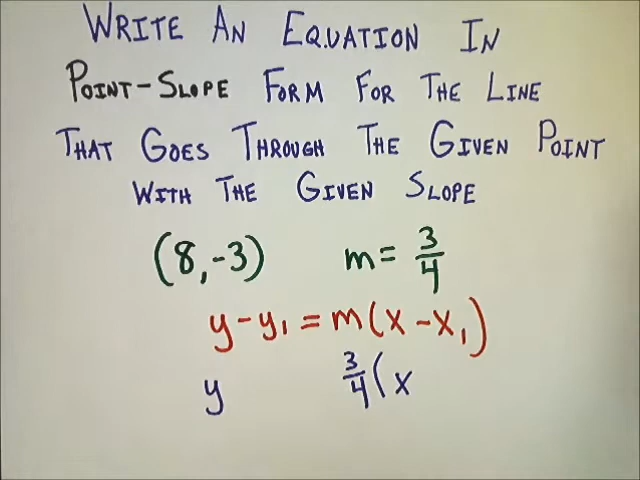 WRITE AN EQUATION IN
POINT-SLOPE FORM FOR THE LINE
THAT GOES THROUGH THE GIVEN POINT
WITH THE GIVEN SLOPE
(8,-3) m = 3/4
y - y₁ = m(x - x₁)
y 3/4(x